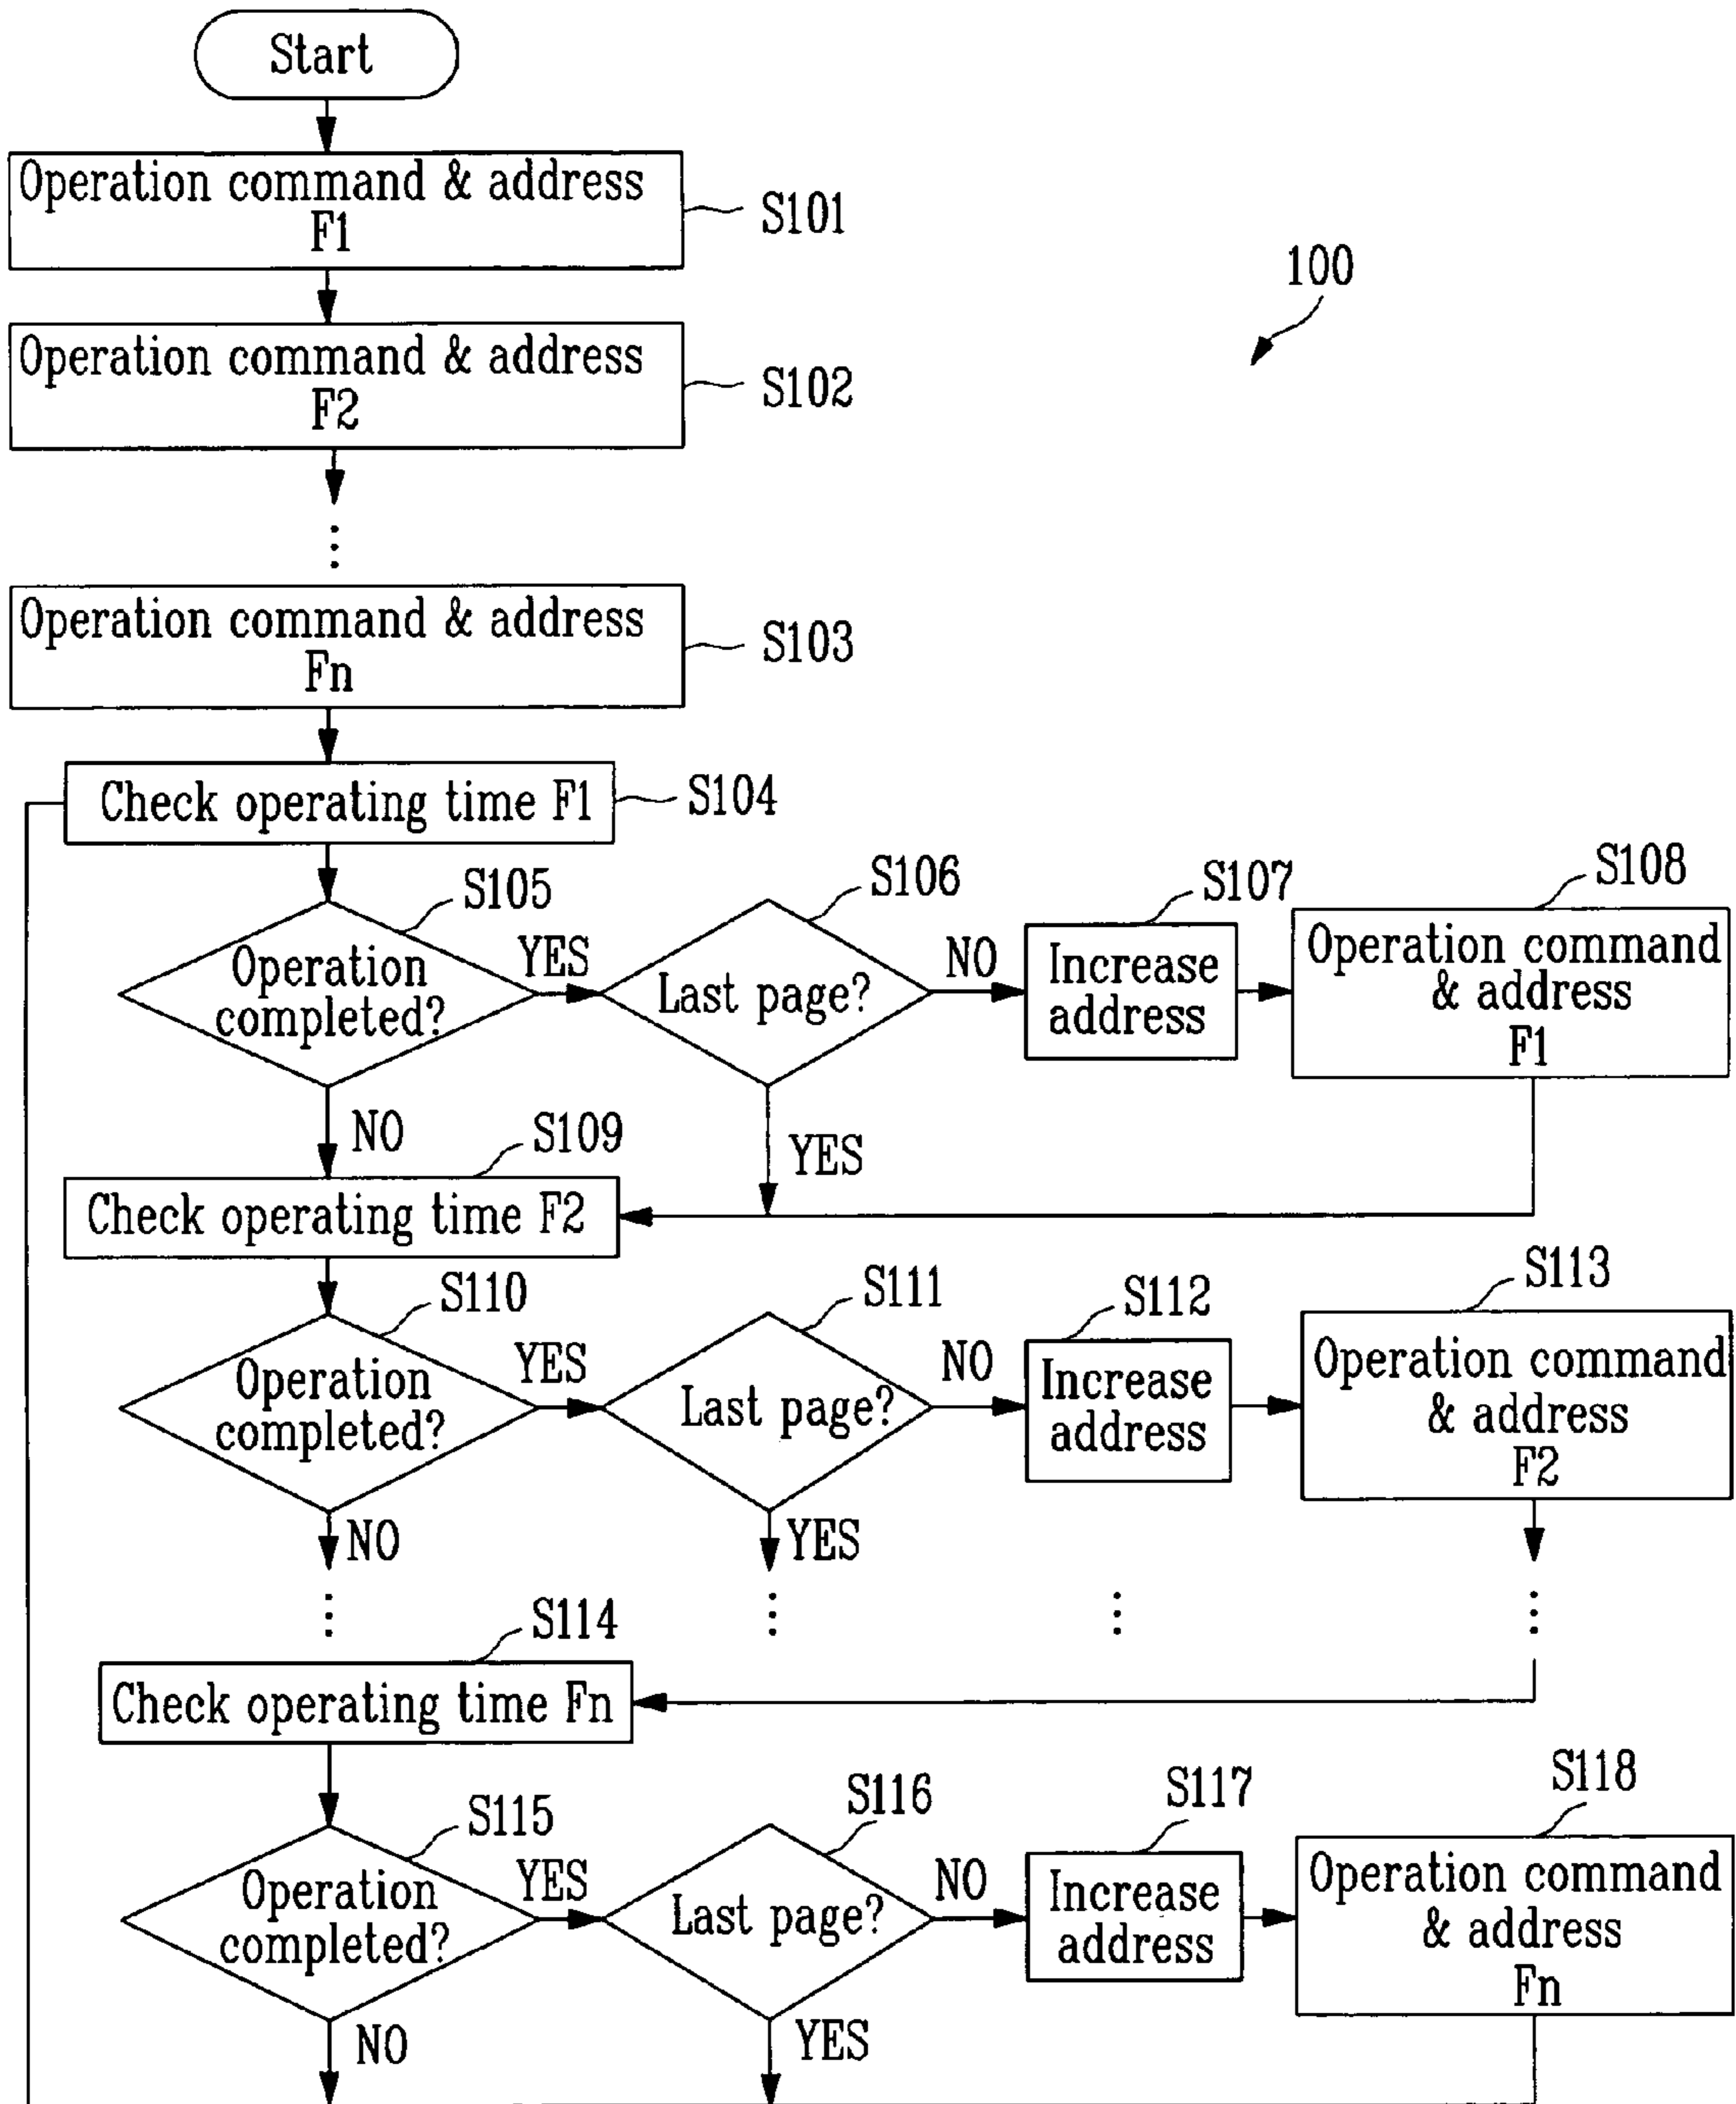 Start
Operation command & address
F1
S101
100
Operation command & address
F2
S102
Operation command & address
Fn
S103
Check operating time F1
S104
S105
S106
S107
S108
Operation
completed?
YES
Last page?
NO
Increase
address
Operation command
& address
F1
NO
S109
YES
Check operating time F2
S110
S111
S112
S113
Operation
completed?
YES
Last page?
NO
Increase
address
Operation command
& address
F2
NO
YES
S114
Check operating time Fn
S115
S116
S117
S118
Operation
completed?
YES
Last page?
NO
Increase
address
Operation command
& address
Fn
NO
YES